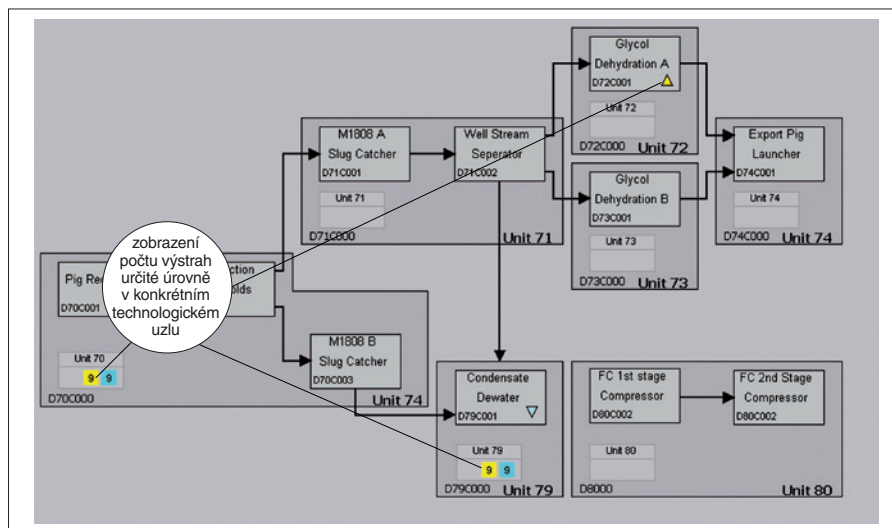 Glycol
Dehydration A
D72C001
Unit 72
D72C000
Unit 72
M1808 A
Slug Catcher
D71C001
Well Stream
Seperator
D71C002
Unit 71
D71C000
Unit 71
Export Pig
Launcher
D74C001
Unit 74
D74C000
Unit 74
Glycol
Dehydration B
D73C001
Unit 73
D73C000
Unit 73
zobrazení
počtu výstrah
určité úrovně
v konkrétním
technologickém
uzlu
Pig
D70C001
Unit 70
9 9
D70C000
M1808 B
Slug Catcher
D70C003
Unit 74
Condensate
Dewater
D79C001
Unit 79
9 9
D79C000
Unit 79
FC 1st stage
Compressor
D80C002
FC 2nd Stage
Compressor
D80C002
Unit 80
D8000
Unit 80